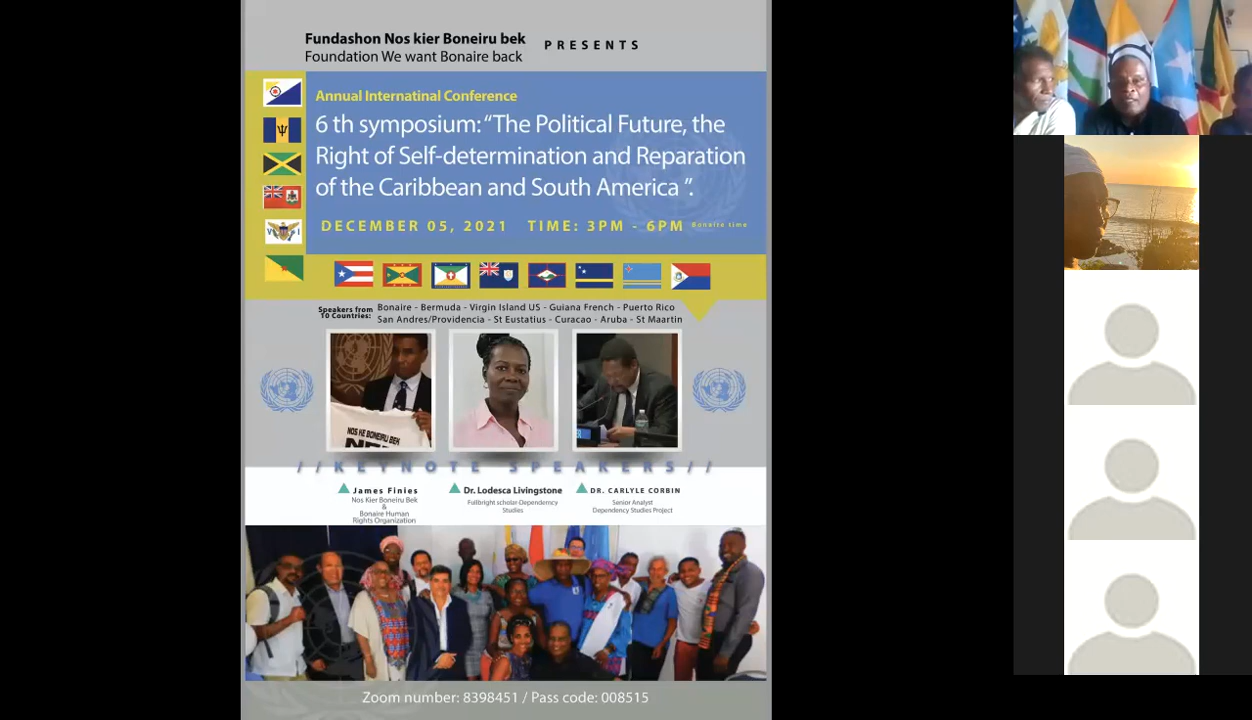 Fundashon Nos kier Boneiru bek
Foundation We want Bonaire back
PRESENTS
Annual Internatinal Conference
6 th symposium: “The Political Future, the
Right of Self-determination and Reparation
of the Caribbean and South America ”.
DECEMBER 05, 2021 TIME: 3PM - 6PM Bonaire time
Speakers from
10 Countries:
Bonaire - Bermuda - Virgin Island US - Guiana French - Puerto Rico
San Andres/Providencia - St Eustatius - Curacao - Aruba - St Maartin
NOS KE BONEIRU BEK
//KEYNOTE SPEAKERS//
James Finies
Nos Kier Boneiru Bek
&
Bonaire Human
Rights Organization
Dr. Lodesca Livingstone
Fullbright scholar-Dependency
Studies
DR. CARLYLE CORBIN
Senior Analyst
Dependency Studies Project
Zoom number: 8398451 / Pass code: 008515